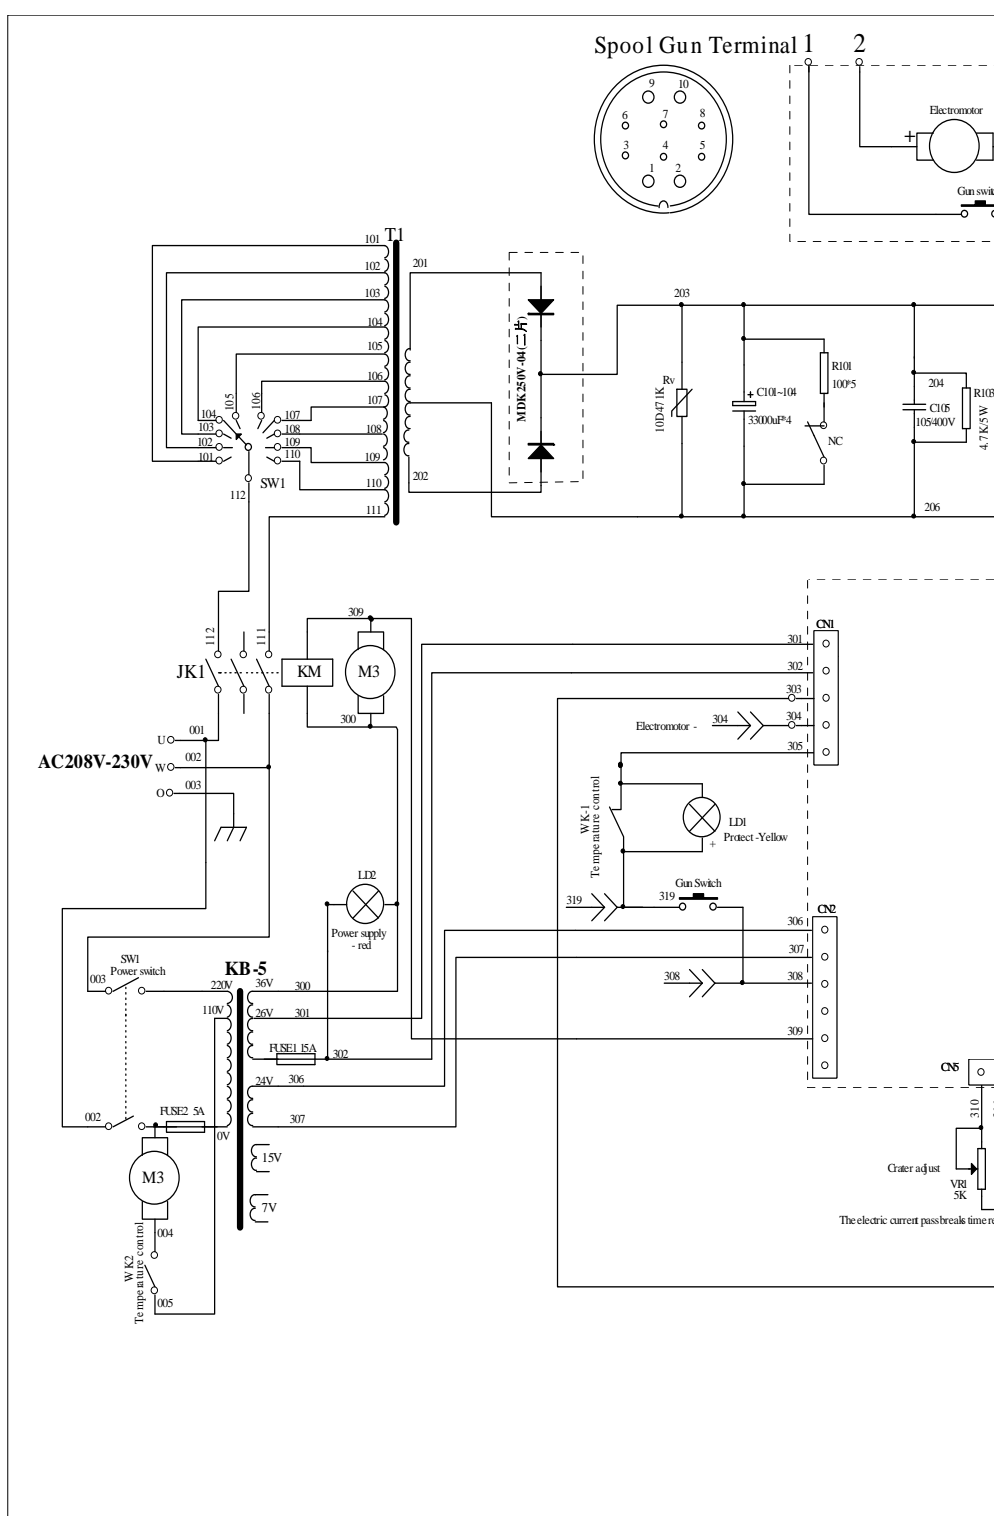 Spool Gun Terminal 1 2
9 10
6 7 8
3 4 5
1 2
Electromotor
+
T1
101
102
103
104
105
106
107
108
109
110
111
201
202
MDK250V-04(二片)
104
103
102
101
105
106
107
108
109
110
SW1
112
203
Rv
10D471K
+ C101~104
33000uF*4
R101
100*5
NC
204
C105
105/400V
4.7K/5W
206
112
111
JK1
KM
309
M3
300
U 001
AC208V-230V W 002
O 003
CN1
301
302
303
304
305
Electromotor - 304
WK-1
Temperature control
LD1
Protect-Yellow
+
Gun Switch
319
319
LD2
Power supply
- red
CN2
306
307
308
309
308
SW1
Power switch
003
002
KB-5
220V
110V
0V
36V 300
26V 301
FUSE1 15A 302
24V 306
307
15V
7V
FUSE2 5A
M3
004
WK2
Temperature control
005
CN5
310
Crater adjust
VR1
5K
The electric current pass breaks time